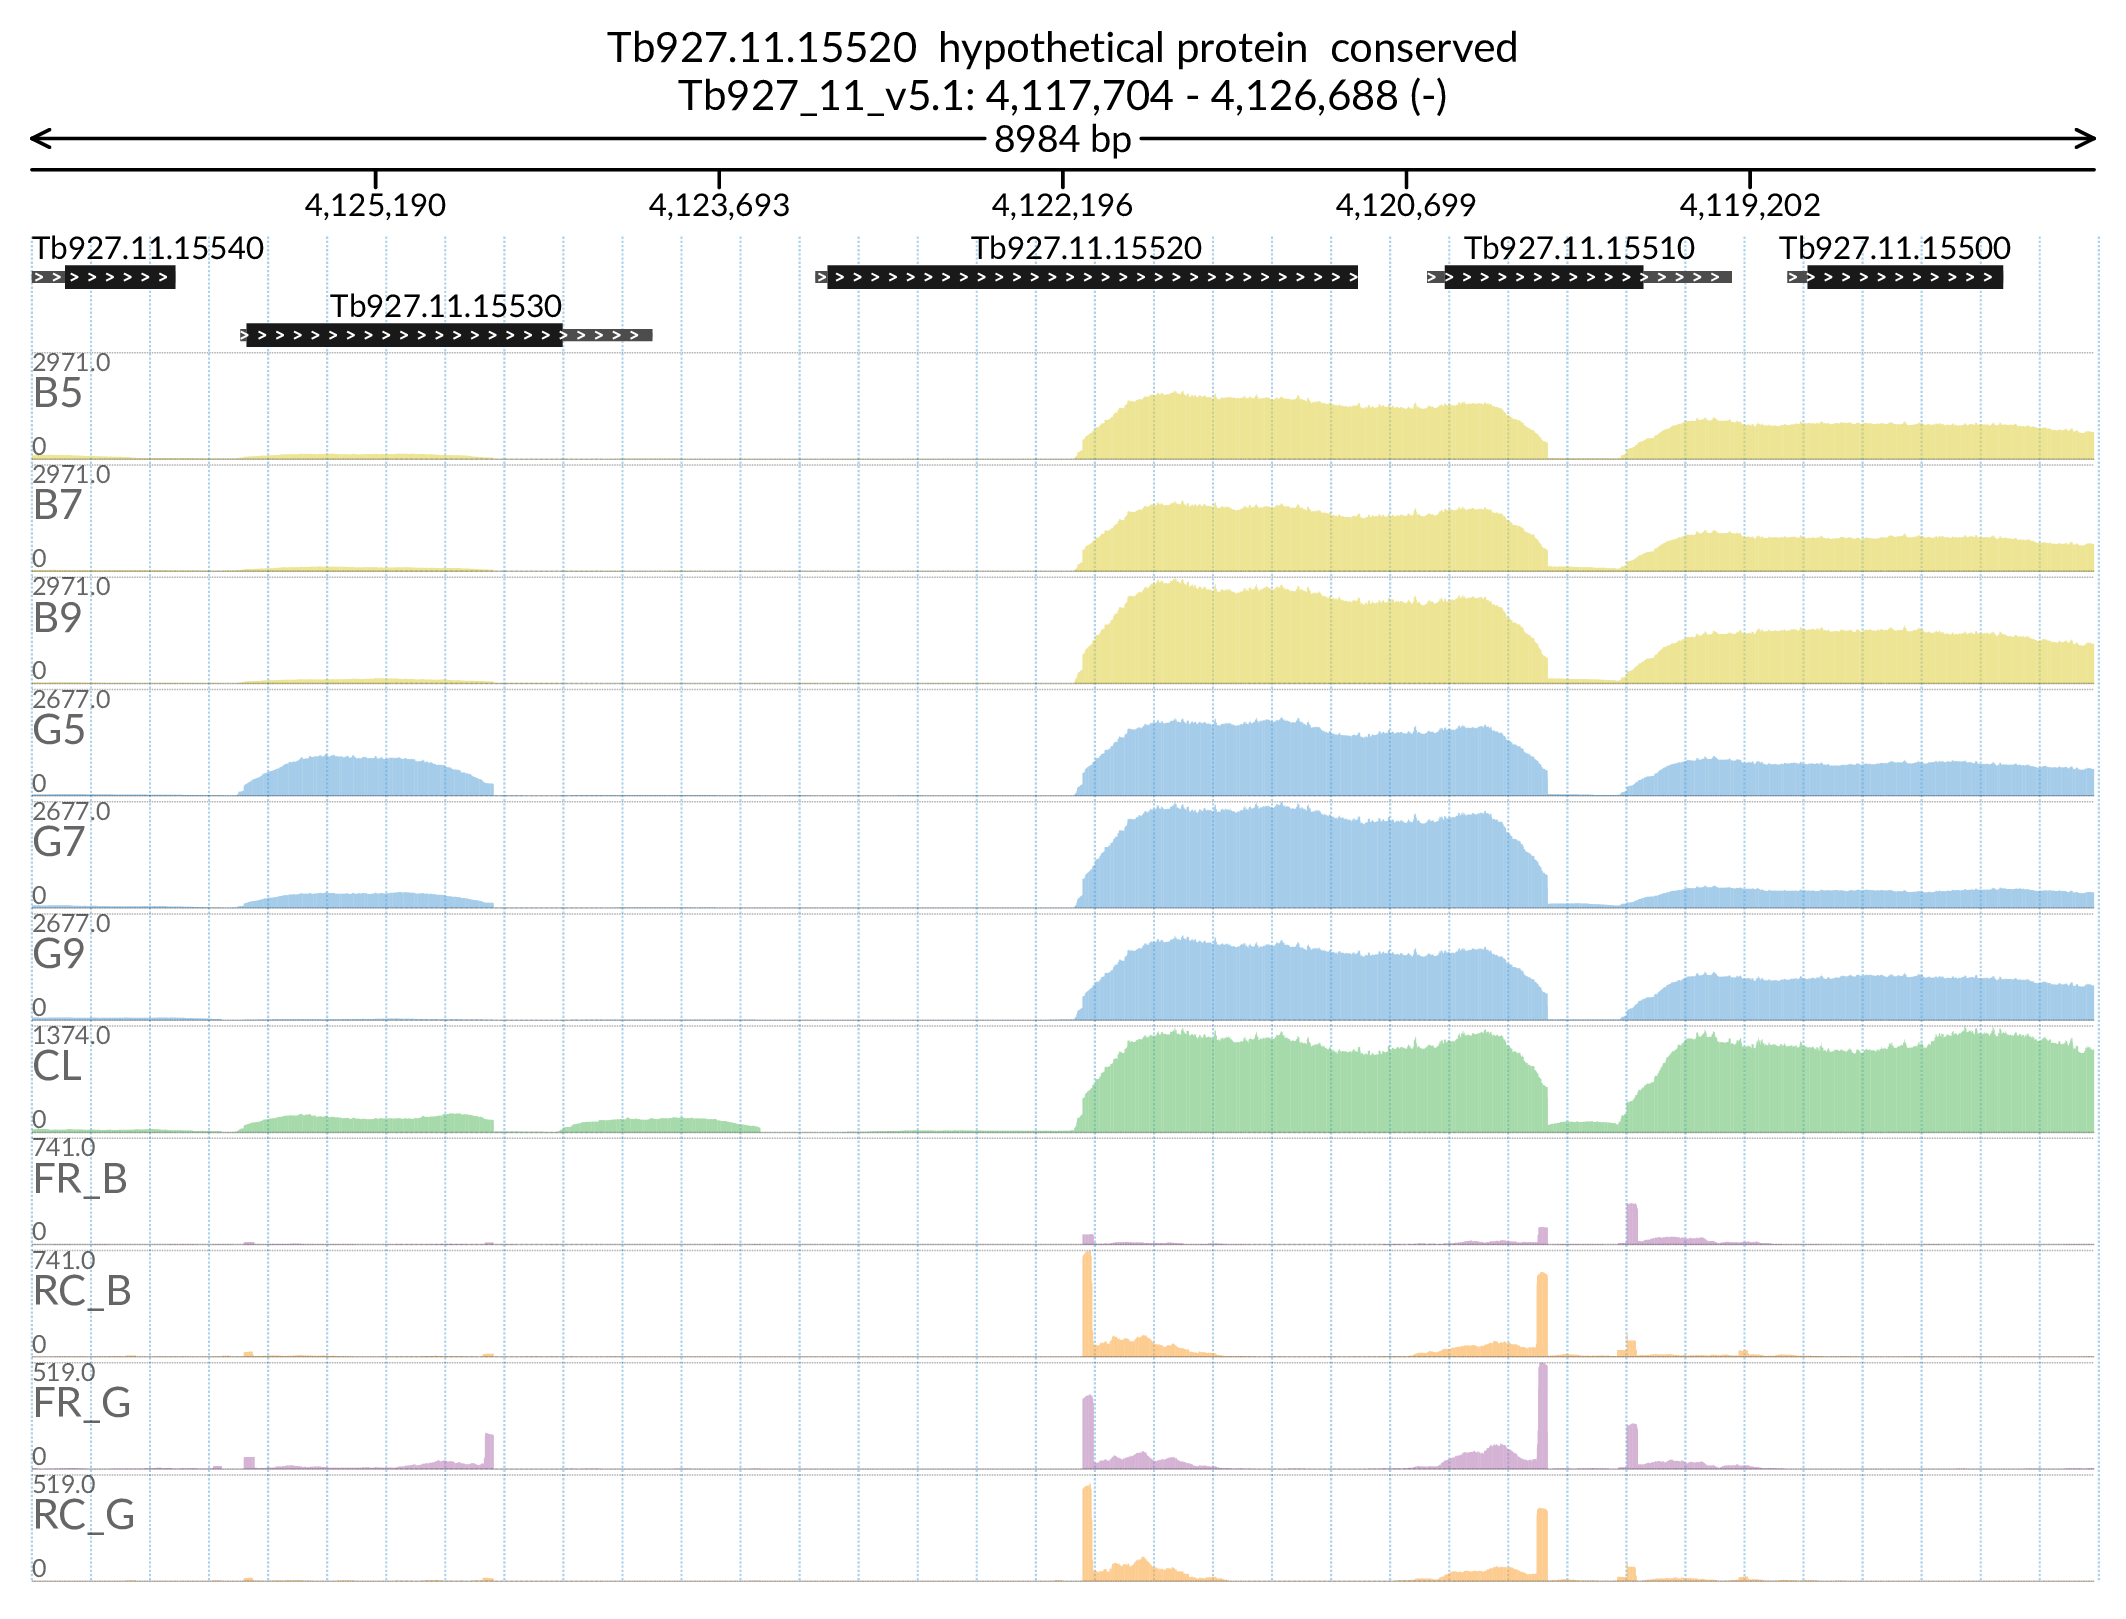 Tb927.11.15520  hypothetical protein  conserved
Tb927_11_v5.1: 4,117,704 - 4,126,688 (-)
8984 bp
4,125,190 4,123,693 4,122,196 4,120,699 4,119,202
Tb927.11.15540 Tb927.11.15520 Tb927.11.15510 Tb927.11.15500
Tb927.11.15530
2971.0
B5
0
2971.0
B7
0
2971.0
B9
0
2677.0
G5
0
2677.0
G7
0
2677.0
G9
0
1374.0
CL
0
741.0
FR_B
0
741.0
RC_B
0
519.0
FR_G
0
519.0
RC_G
0